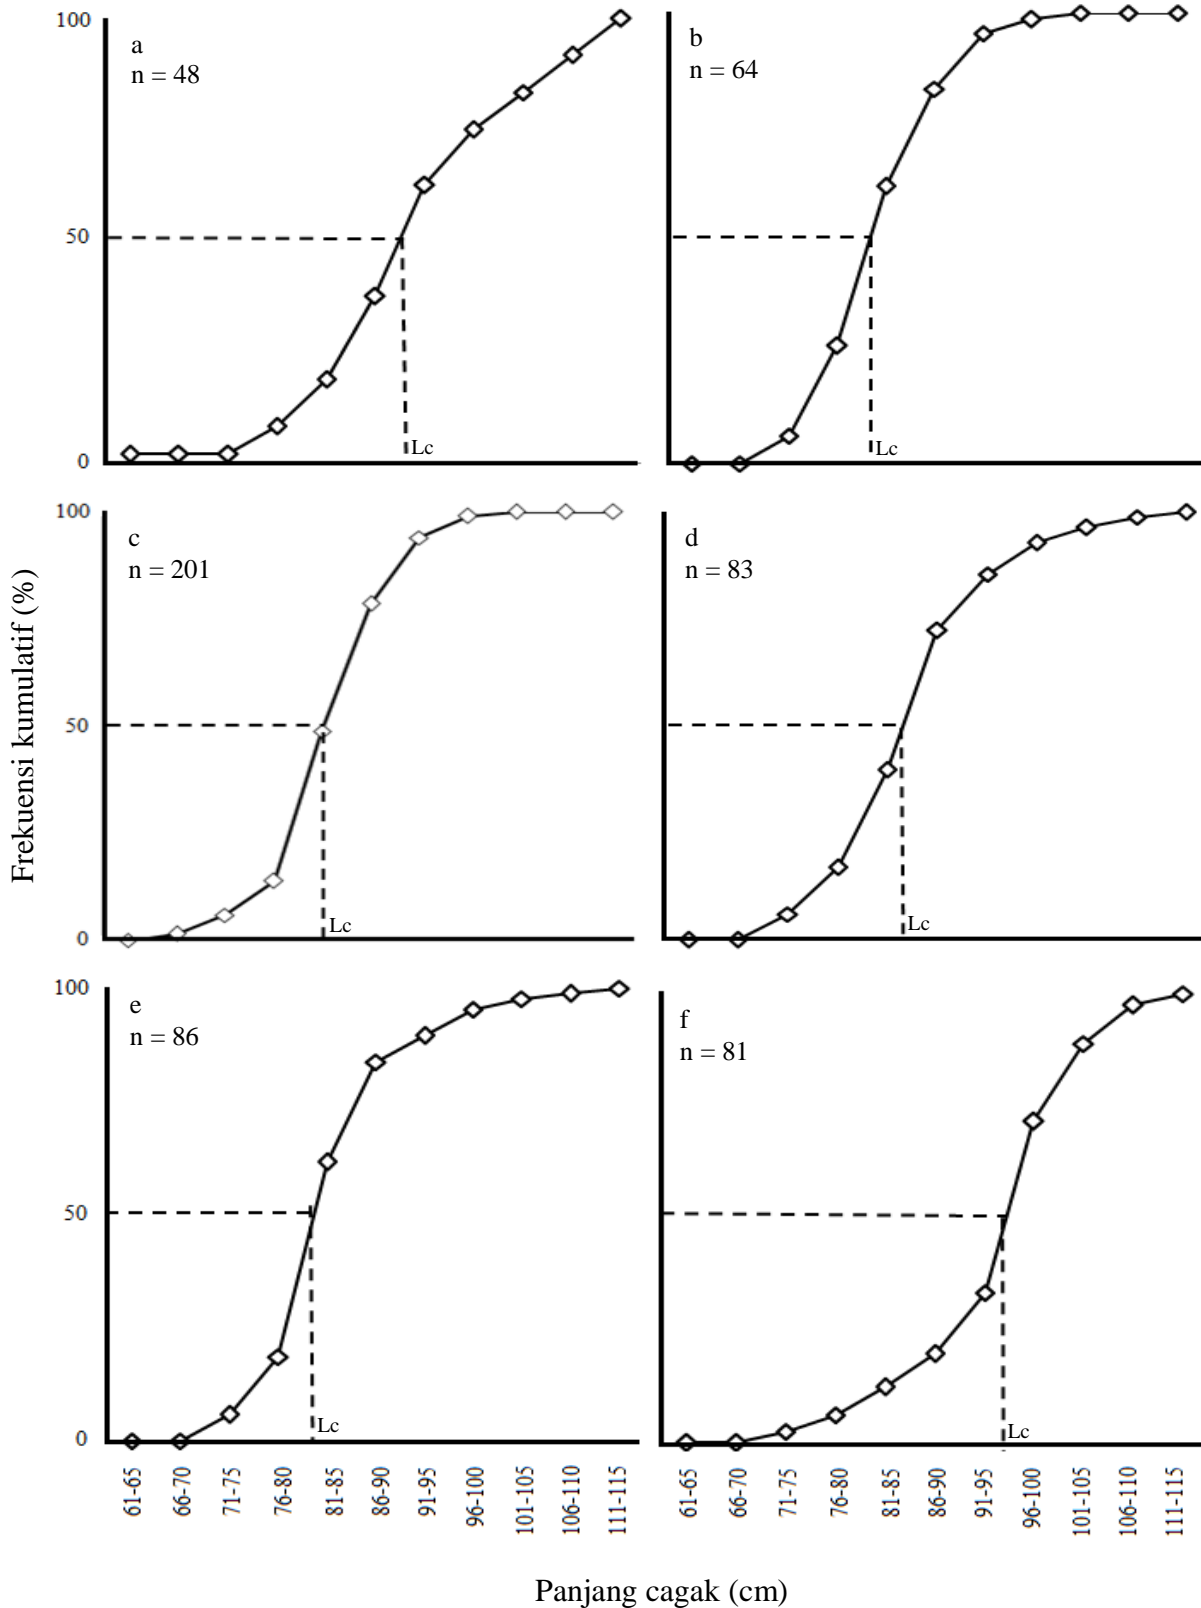 100
50
0
a
n = 48
Lc
b
n = 64
Lc
Frekuensi kumulatif (%)
100
50
0
c
n = 201
Lc
d
n = 83
Lc
100
50
0
e
n = 86
Lc
f
n = 81
Lc
61-65
66-70
71-75
76-80
81-85
86-90
91-95
96-100
101-105
106-110
111-115
61-65
66-70
71-75
76-80
81-85
86-90
91-95
96-100
101-105
106-110
111-115
Panjang cagak (cm)